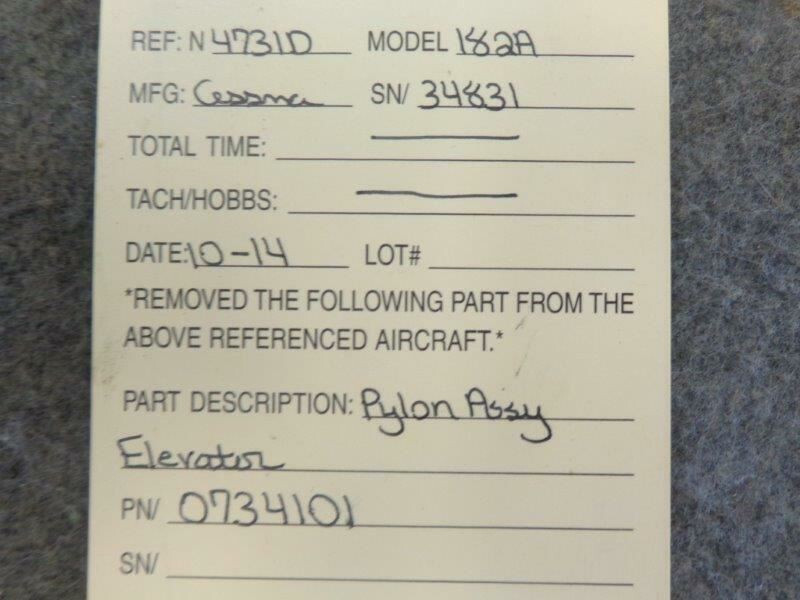 REF: N 4731D MODEL 182A
MFG: Cessna SN/ 34831
TOTAL TIME: —
TACH/HOBBS: —
DATE: 10-14 LOT#
*REMOVED THE FOLLOWING PART FROM THE
ABOVE REFERENCED AIRCRAFT.*
PART DESCRIPTION: Pylon Assy
Elevator
PN/ 0734101
SN/